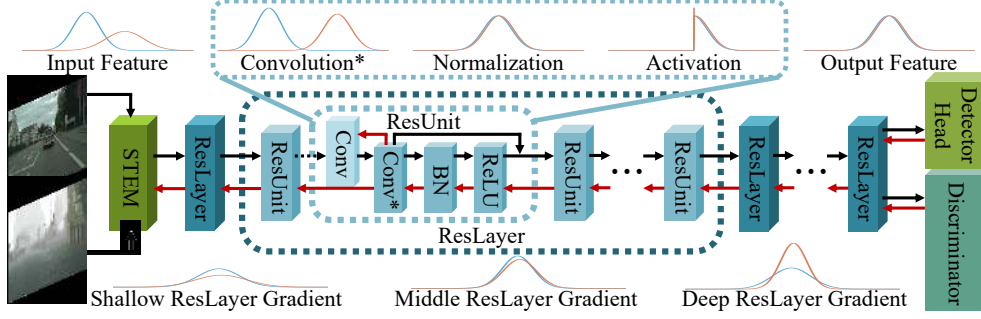 Input Feature
Convolution*
Normalization
Activation
Output Feature
STEM
ResLayer
ResUnit
Conv
ResUnit
Conv*
BN
ReLU
ResUnit
ResUnit
ResLayer
ResLayer
ResLayer
Detector
Head
Discriminator
Shallow ResLayer Gradient
Middle ResLayer Gradient
Deep ResLayer Gradient